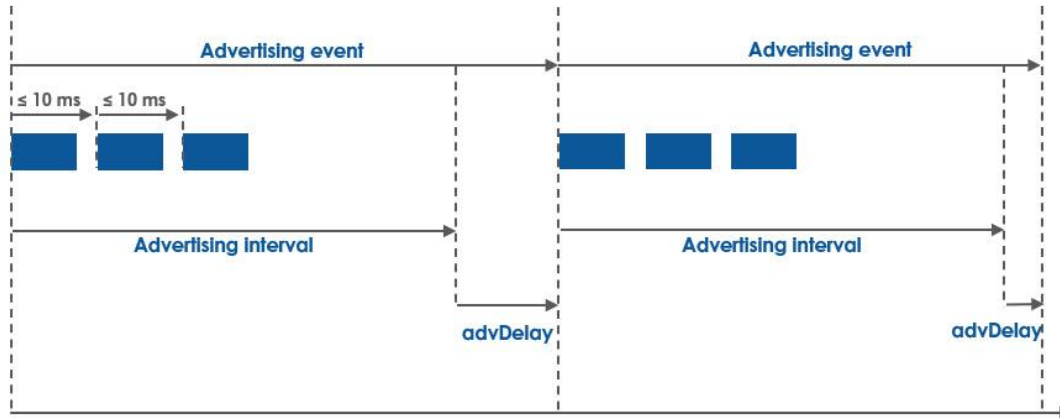 Advertising event
Advertising event
≤ 10 ms
≤ 10 ms
Advertising interval
Advertising interval
advDelay
advDelay